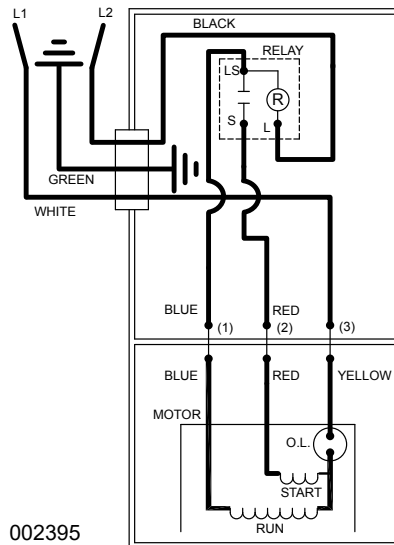 L1
L2
BLACK
RELAY
LS
R
S
L
GREEN
WHITE
BLUE
RED
(1)
(2)
(3)
BLUE
RED
YELLOW
MOTOR
O.L.
START
RUN
002395